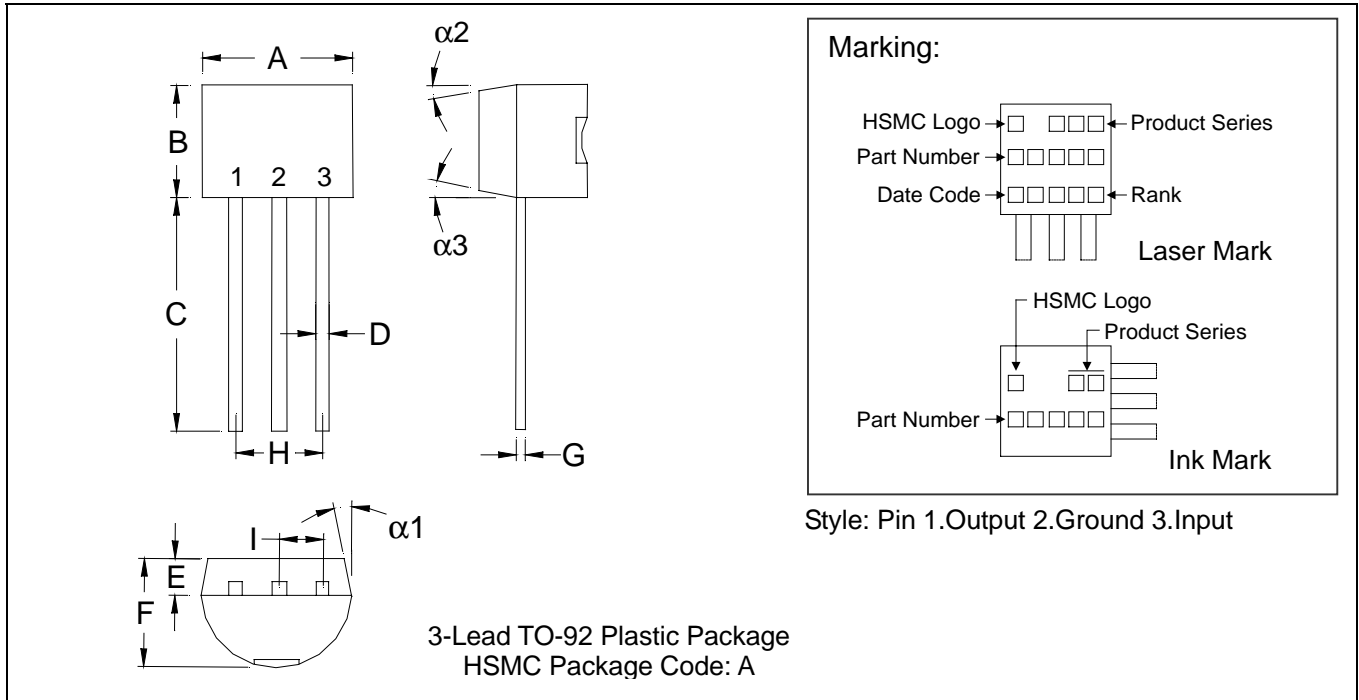 α2
A
B
1 2 3
α3
C
D
H
G
α1
I
E
F
3-Lead TO-92 Plastic Package
HSMC Package Code: A
Marking:
HSMC Logo
Product Series
Part Number
Date Code
Rank
Laser Mark
HSMC Logo
Product Series
Part Number
Ink Mark
Style: Pin 1.Output 2.Ground 3.Input